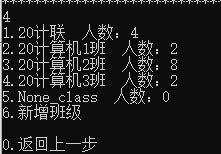 ****************************
4
1.20计联  人数：4
2.20计算机1班  人数：2
3.20计算机2班  人数：8
4.20计算机3班  人数：2
5.None_class  人数：0
6.新增班级
0.返回上一步